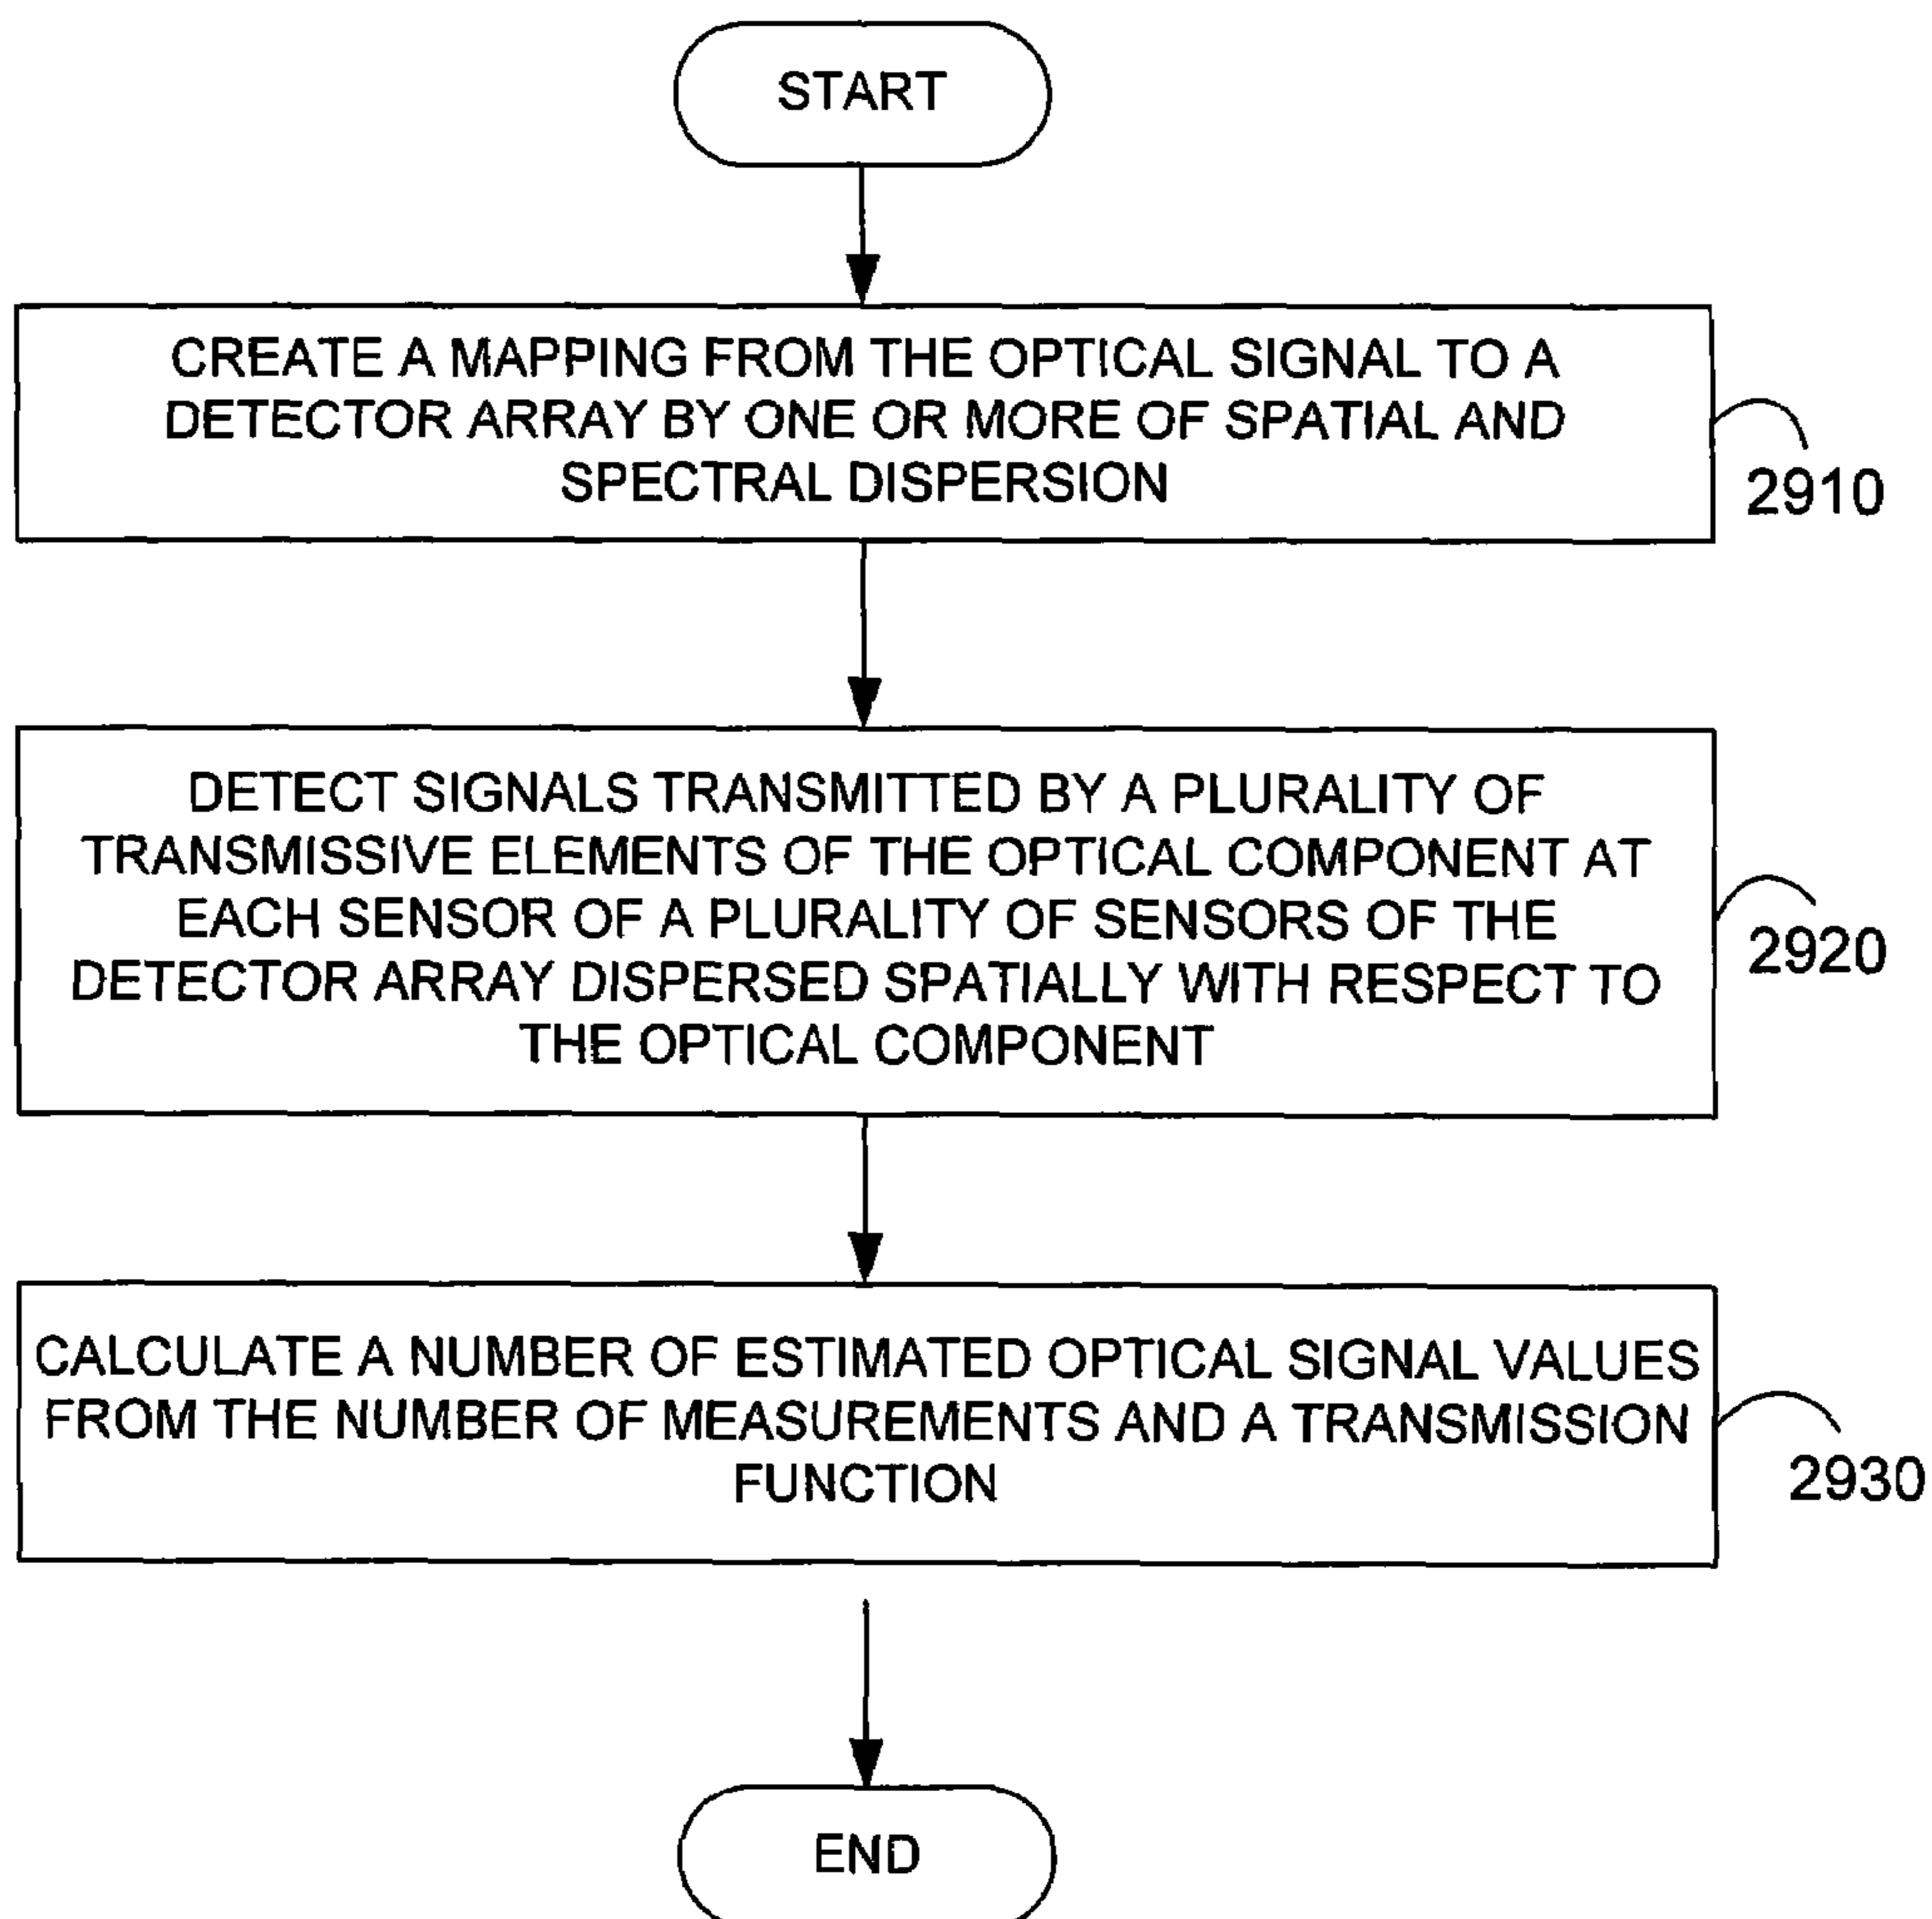 START
CREATE A MAPPING FROM THE OPTICAL SIGNAL TO A
DETECTOR ARRAY BY ONE OR MORE OF SPATIAL AND
SPECTRAL DISPERSION
2910
DETECT SIGNALS TRANSMITTED BY A PLURALITY OF
TRANSMISSIVE ELEMENTS OF THE OPTICAL COMPONENT AT
EACH SENSOR OF A PLURALITY OF SENSORS OF THE
DETECTOR ARRAY DISPERSED SPATIALLY WITH RESPECT TO
THE OPTICAL COMPONENT
2920
CALCULATE A NUMBER OF ESTIMATED OPTICAL SIGNAL VALUES
FROM THE NUMBER OF MEASUREMENTS AND A TRANSMISSION
FUNCTION
2930
END